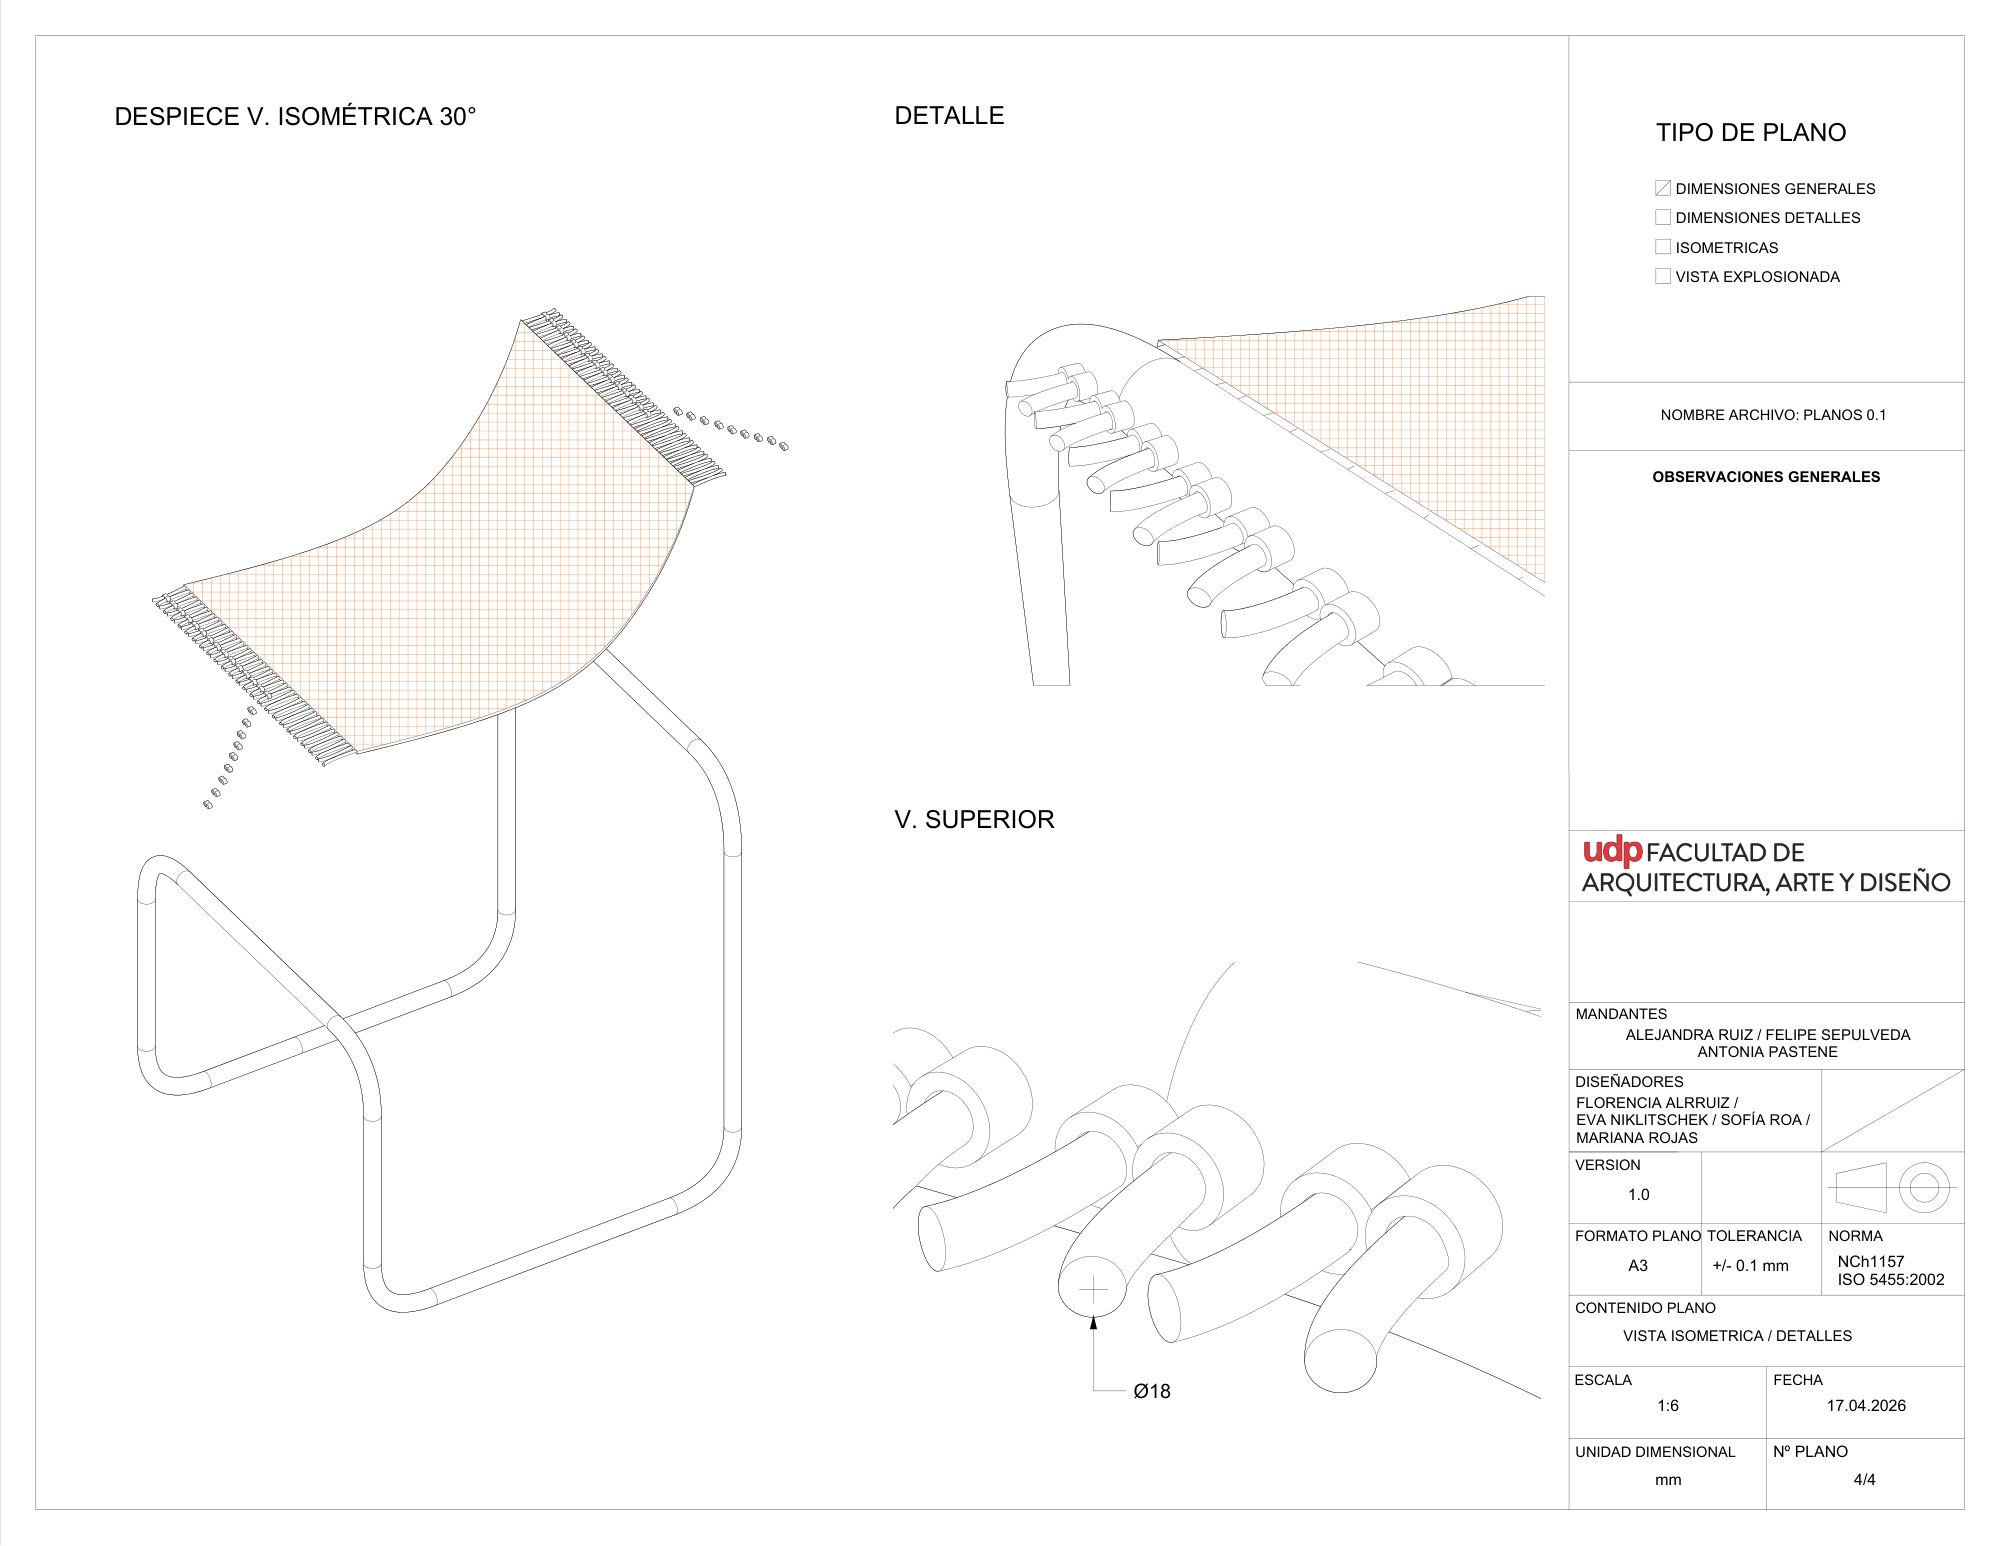 DESPIECE V. ISOMÉTRICA 30°
DETALLE
V. SUPERIOR
Ø18
TIPO DE PLANO
DIMENSIONES GENERALES
DIMENSIONES DETALLES
ISOMETRICAS
VISTA EXPLOSIONADA
NOMBRE ARCHIVO: PLANOS 0.1
OBSERVACIONES GENERALES
udp FACULTAD DE
ARQUITECTURA, ARTE Y DISEÑO
MANDANTES
ALEJANDRA RUIZ / FELIPE SEPULVEDA
ANTONIA PASTENE
DISEÑADORES
FLORENCIA ALRRUIZ /
EVA NIKLITSCHEK / SOFÍA ROA /
MARIANA ROJAS
VERSION
1.0
FORMATO PLANO
A3
TOLERANCIA
+/- 0.1 mm
NORMA
NCh1157
ISO 5455:2002
CONTENIDO PLANO
VISTA ISOMETRICA / DETALLES
ESCALA
1:6
FECHA
17.04.2026
UNIDAD DIMENSIONAL
mm
Nº PLANO
4/4